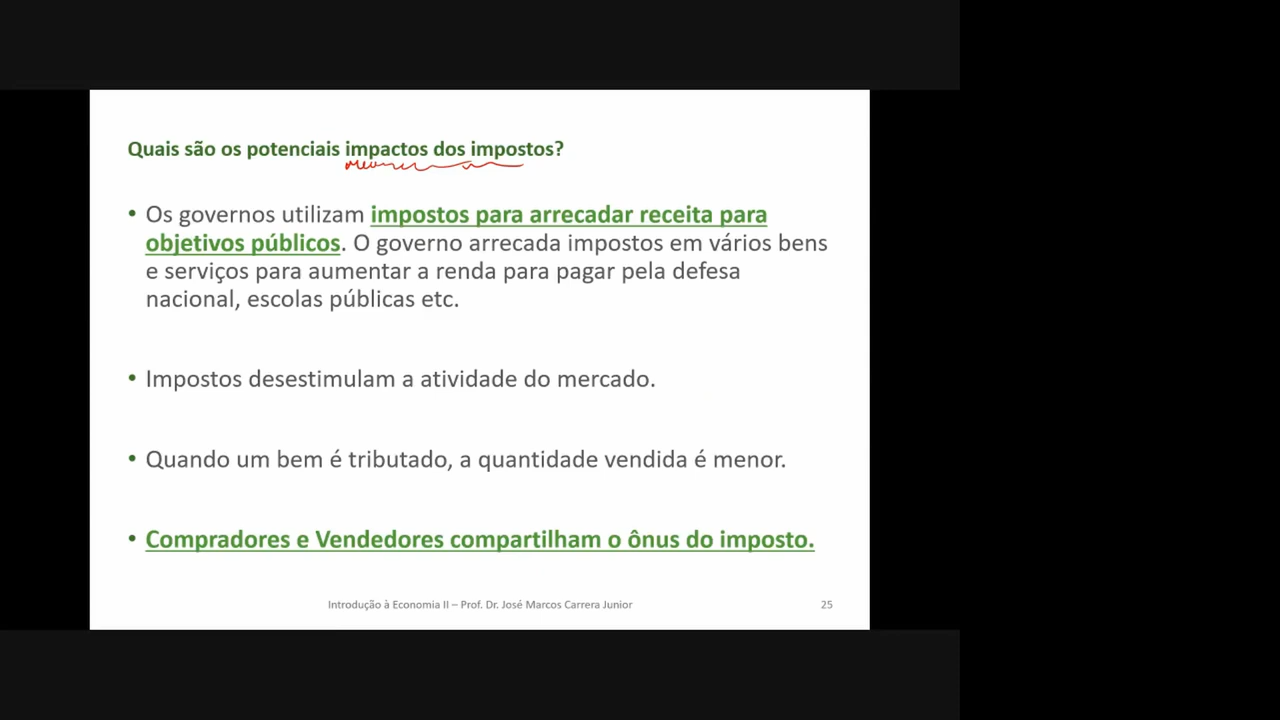 Quais são os potenciais impactos dos impostos?
• Os governos utilizam impostos para arrecadar receita para
objetivos públicos. O governo arrecada impostos em vários bens
e serviços para aumentar a renda para pagar pela defesa
nacional, escolas públicas etc.
• Impostos desestimulam a atividade do mercado.
• Quando um bem é tributado, a quantidade vendida é menor.
• Compradores e Vendedores compartilham o ônus do imposto.
Introdução à Economia II – Prof. Dr. José Marcos Carrera Junior 25